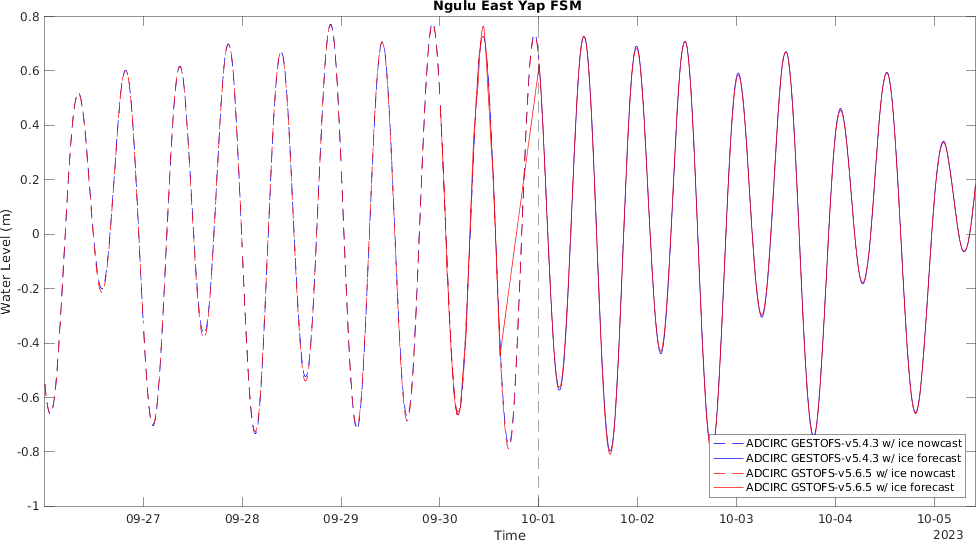 Ngulu East Yap FSM
Water Level (m)
0.8
0.6
0.4
0.2
0
-0.2
-0.4
-0.6
-0.8
-1
09-27
09-28
09-29
09-30
10-01
10-02
10-03
10-04
10-05
2023
Time
ADCIRC GESTOFS-v5.4.3 w/ ice nowcast
ADCIRC GESTOFS-v5.4.3 w/ ice forecast
ADCIRC GSTOFS-v5.6.5 w/ ice nowcast
ADCIRC GSTOFS-v5.6.5 w/ ice forecast